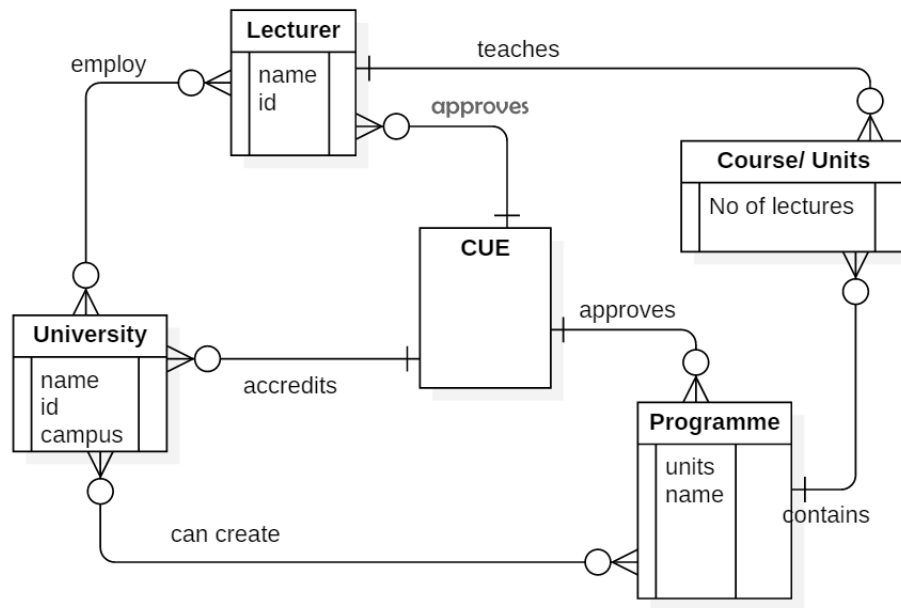 Lecturer
employ
name
id
teaches
approves
Course/ Units
No of lectures
CUE
University
name
id
campus
accredits
approves
Programme
units
name
contains
can create